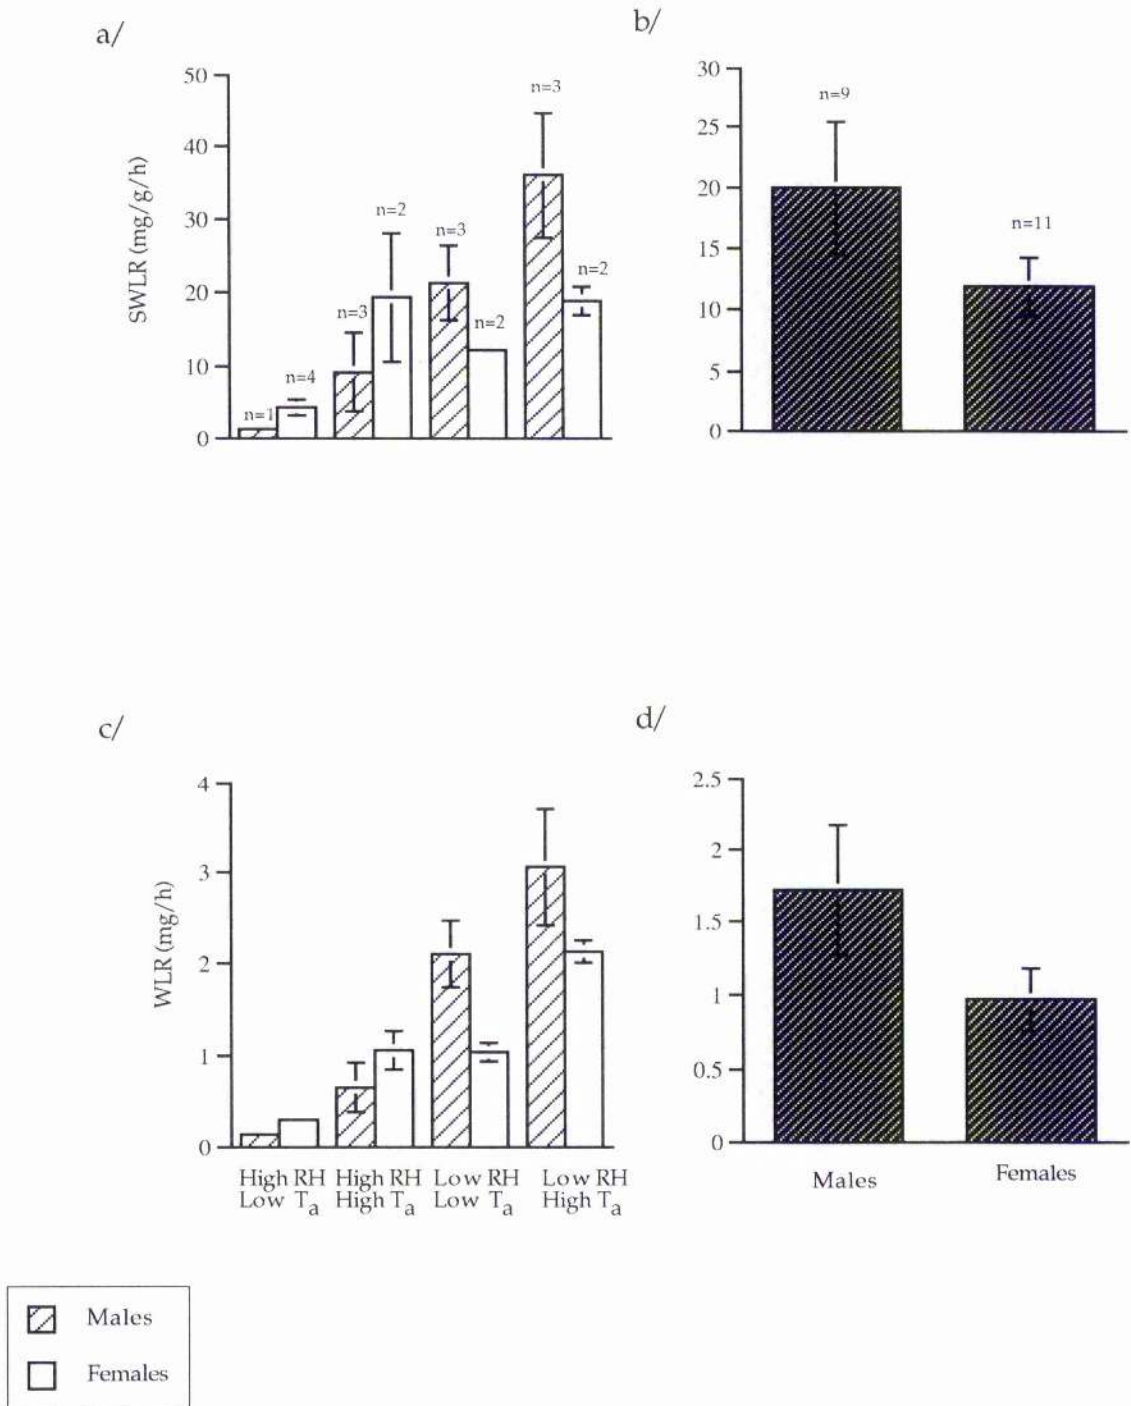 a/
50
40
30
20
10
0
SWLR (mg/g/h)
n=1
n=4
n=3
n=2
n=3
n=2
n=3
n=2
b/
30
25
20
15
10
5
0
n=9
n=11
c/
4
3
2
1
0
WLR (mg/h)
High RH
Low Ta
High RH
High Ta
Low RH
Low Ta
Low RH
High Ta
d/
2.5
2
1.5
1
0.5
0
Males
Females
Males
Females